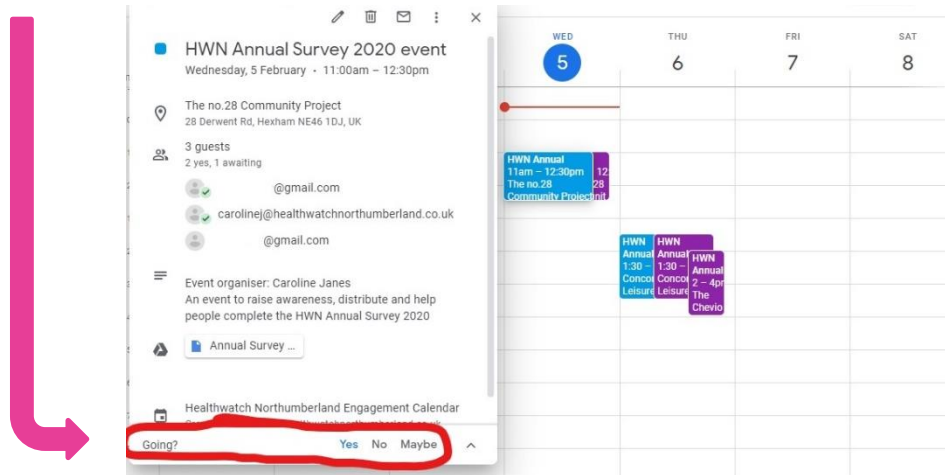 HWN Annual Survey 2020 event
Wednesday, 5 February • 11:00am – 12:30pm
The no.28 Community Project
28 Derwent Rd, Hexham NE46 1DJ, UK
3 guests
2 yes, 1 awaiting
@gmail.com
carolinej@healthwatchnorthumberland.co.uk
@gmail.com
Event organiser: Caroline Janes
An event to raise awareness, distribute and help
people complete the HWN Annual Survey 2020
Annual Survey ...
Healthwatch Northumberland Engagement Calendar
Going?
Yes No Maybe
WED THU FRI SAT
5 6 7 8
HWN Annual
11am – 12:30pm
The no.28
Community Project
12
28
HWN
Annual
1:30 –
Concor
Leisure
HWN
Annual
1:30 –
Concor
Leisure
HWN
Annual
2 – 4pr
The
Chevio